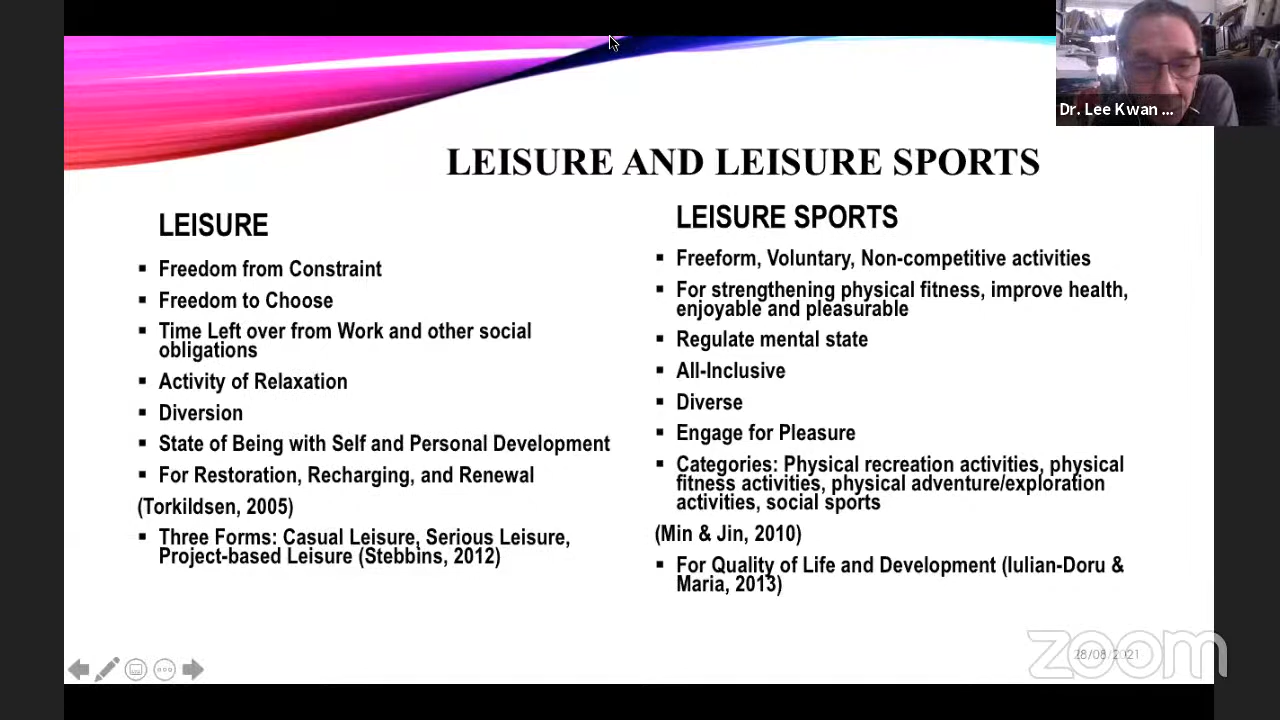 Dr. Lee Kwan ...
LEISURE AND LEISURE SPORTS
LEISURE
▪ Freedom from Constraint
▪ Freedom to Choose
▪ Time Left over from Work and other social
obligations
▪ Activity of Relaxation
▪ Diversion
▪ State of Being with Self and Personal Development
▪ For Restoration, Recharging, and Renewal
(Torkildsen, 2005)
▪ Three Forms: Casual Leisure, Serious Leisure,
Project-based Leisure (Stebbins, 2012)
LEISURE SPORTS
▪ Freeform, Voluntary, Non-competitive activities
▪ For strengthening physical fitness, improve health,
enjoyable and pleasurable
▪ Regulate mental state
▪ All-Inclusive
▪ Diverse
▪ Engage for Pleasure
▪ Categories: Physical recreation activities, physical
fitness activities, physical adventure/exploration
activities, social sports
(Min & Jin, 2010)
▪ For Quality of Life and Development (Iulian-Doru &
Maria, 2013)
28/08/2021
zoom